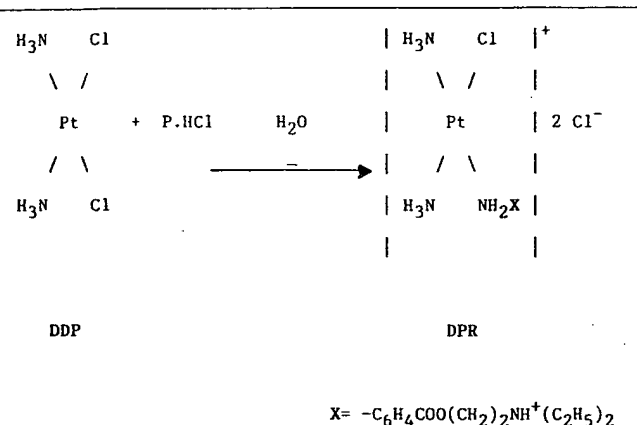 H3N Cl | H3N Cl |+
\ / | \ / |
Pt + P.HCl H2O | Pt | 2 Cl-
/ \ | / \ |
H3N Cl | H3N NH2X |
| |
DDP DPR
X= -C6H4COO(CH2)2NH+(C2H5)2